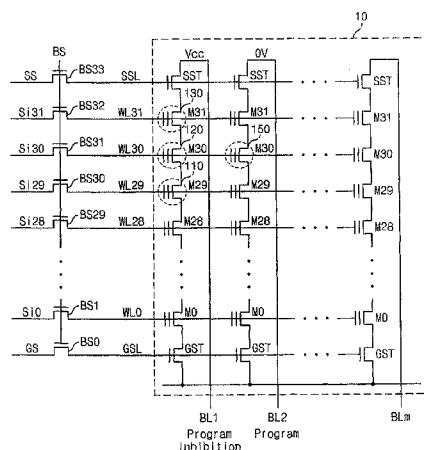 10
BS Vcc 0V
SS BS33 SSL SST SST SST
130
Si31 BS32 WL31 M31 M31 M31
120 150
Si30 BS31 WL30 M30 M30 M30
110
Si29 BS30 WL29 M29 M29 M29
Si28 BS29 WL28 M28 M28 M28
Si0 BS1 WL0 M0 M0 M0
GS BS0 GSL GST GST GST
BL1 BL2 BLm
Program Program
Inhibition